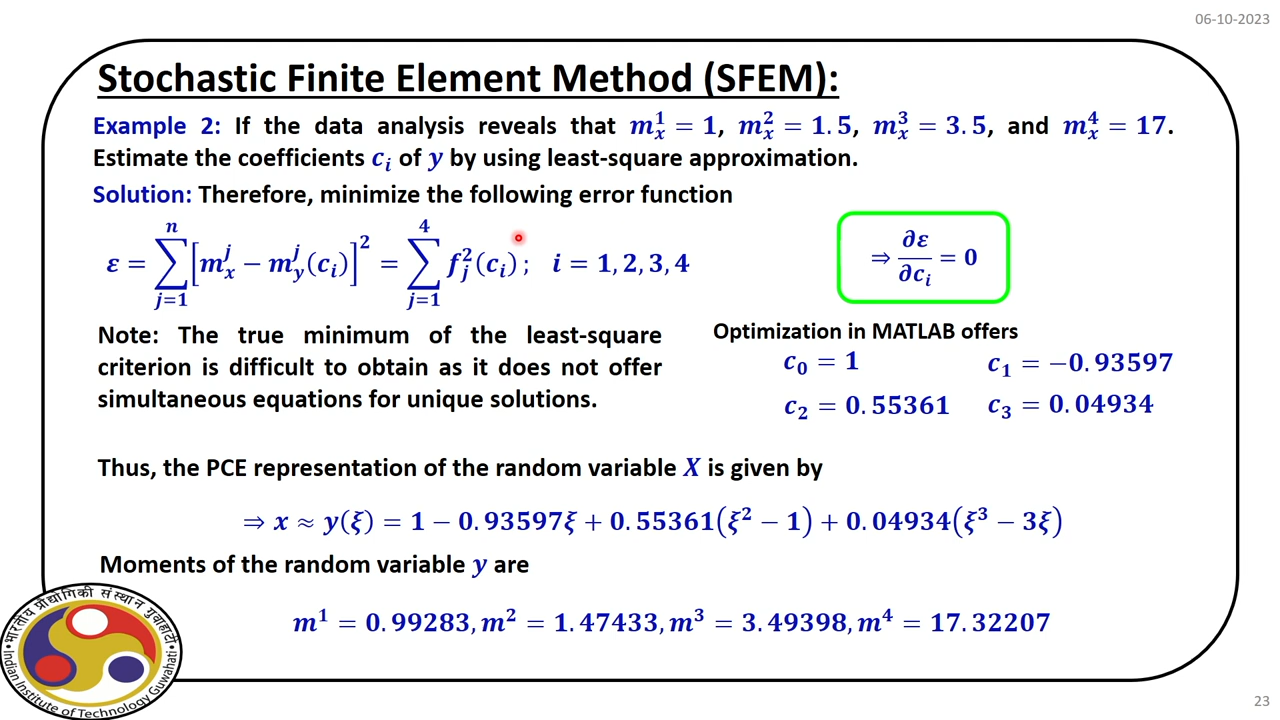 06-10-2023
Stochastic Finite Element Method (SFEM):
Example 2: If the data analysis reveals that m_x^1 = 1, m_x^2 = 1.5, m_x^3 = 3.5, and m_x^4 = 17.
Estimate the coefficients c_i of y by using least-square approximation.
Solution: Therefore, minimize the following error function
ε = ∑_{j=1}^{n} [m_x^j − m_y^j(c_i)]^2 = ∑_{j=1}^{4} f_j^2(c_i); i = 1, 2, 3, 4
⇒ ∂ε/∂c_i = 0
Note: The true minimum of the least-square
criterion is difficult to obtain as it does not offer
simultaneous equations for unique solutions.
Optimization in MATLAB offers
c_0 = 1 c_1 = −0.93597
c_2 = 0.55361 c_3 = 0.04934
Thus, the PCE representation of the random variable X is given by
⇒ x ≈ y(ξ) = 1 − 0.93597ξ + 0.55361(ξ^2 − 1) + 0.04934(ξ^3 − 3ξ)
Moments of the random variable y are
m^1 = 0.99283, m^2 = 1.47433, m^3 = 3.49398, m^4 = 17.32207
भारतीय प्रौद्योगिकी संस्थान गुवाहाटी
Indian Institute of Technology Guwahati
23